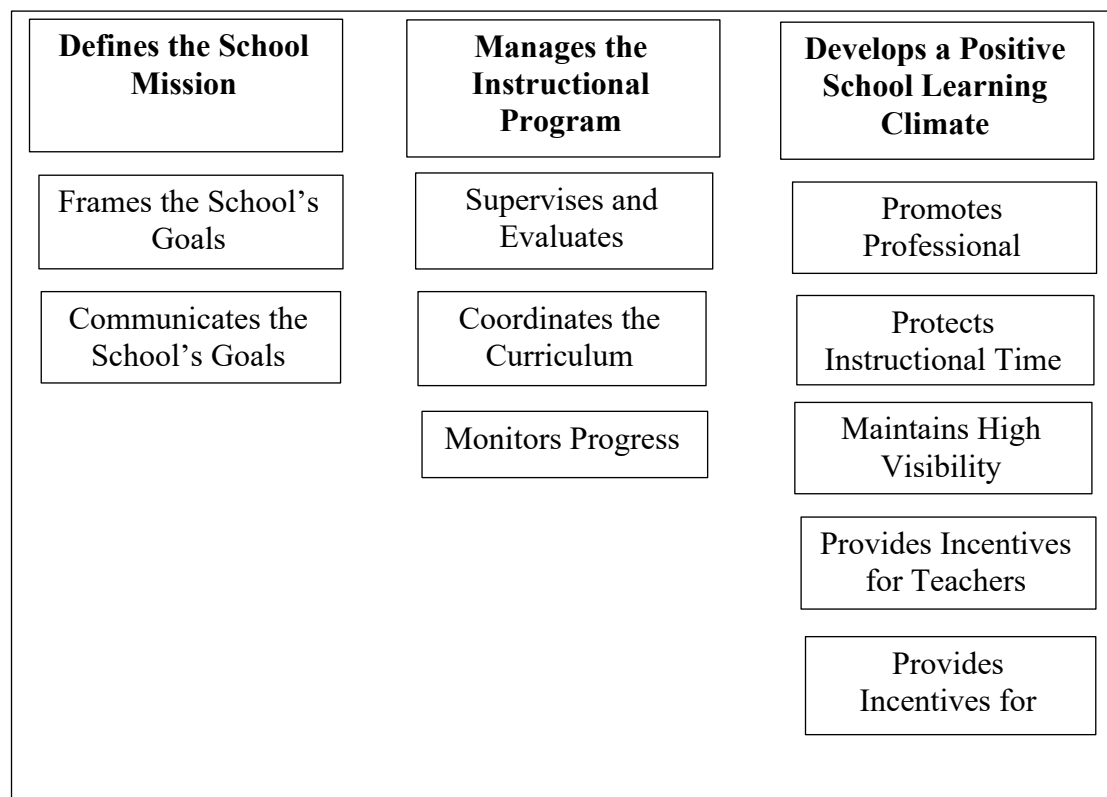 Defines the School
Mission
Frames the School’s
Goals
Communicates the
School’s Goals
Manages the
Instructional
Program
Supervises and
Evaluates
Coordinates the
Curriculum
Monitors Progress
Develops a Positive
School Learning
Climate
Promotes
Professional
Protects
Instructional Time
Maintains High
Visibility
Provides Incentives
for Teachers
Provides
Incentives for